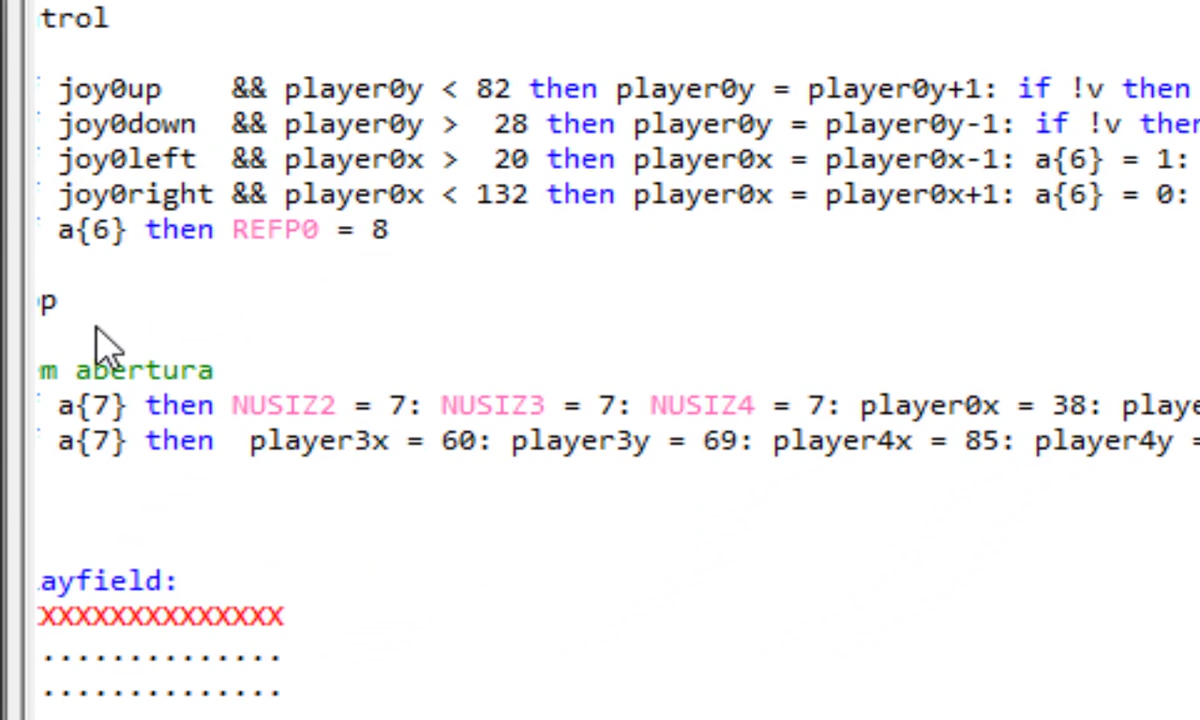 trol
joy0up && player0y < 82 then player0y = player0y+1: if !v then
joy0down && player0y > 28 then player0y = player0y-1: if !v then
joy0left && player0x > 20 then player0x = player0x-1: a{6} = 1:
joy0right && player0x < 132 then player0x = player0x+1: a{6} = 0:
a{6} then REFP0 = 8
p
m abertura
a{7} then NUSIZ2 = 7: NUSIZ3 = 7: NUSIZ4 = 7: player0x = 38: playe
a{7} then player3x = 60: player3y = 69: player4x = 85: player4y =
ayfield:
XXXXXXXXXXXXXX
..............
..............